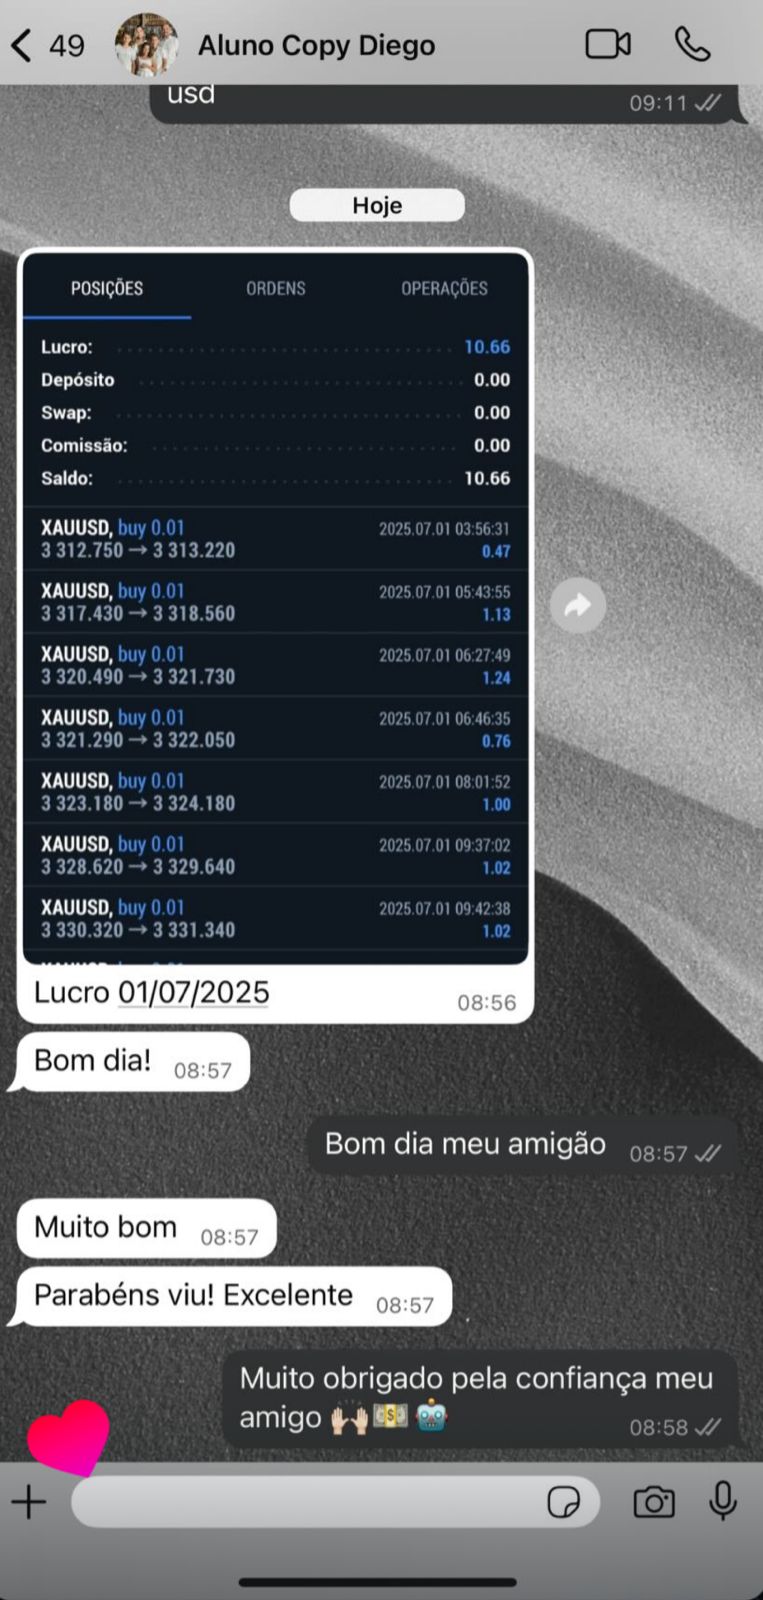 49 Aluno Copy Diego
usd
09:11
Hoje
POSIÇÕES ORDENS OPERAÇÕES
Lucro: 10.66
Depósito 0.00
Swap: 0.00
Comissão: 0.00
Saldo: 10.66
XAUUSD, buy 0.01 2025.07.01 03:56:31
3 312.750 → 3 313.220 0.47
XAUUSD, buy 0.01 2025.07.01 05:43:55
3 317.430 → 3 318.560 1.13
XAUUSD, buy 0.01 2025.07.01 06:27:49
3 320.490 → 3 321.730 1.24
XAUUSD, buy 0.01 2025.07.01 06:46:35
3 321.290 → 3 322.050 0.76
XAUUSD, buy 0.01 2025.07.01 08:01:52
3 323.180 → 3 324.180 1.00
XAUUSD, buy 0.01 2025.07.01 09:37:02
3 328.620 → 3 329.640 1.02
XAUUSD, buy 0.01 2025.07.01 09:42:38
3 330.320 → 3 331.340 1.02
Lucro 01/07/2025 08:56
Bom dia! 08:57
Bom dia meu amigão 08:57
Muito bom 08:57
Parabéns viu! Excelente 08:57
Muito obrigado pela confiança meu
amigo 🙌🏻💵🤖 08:58